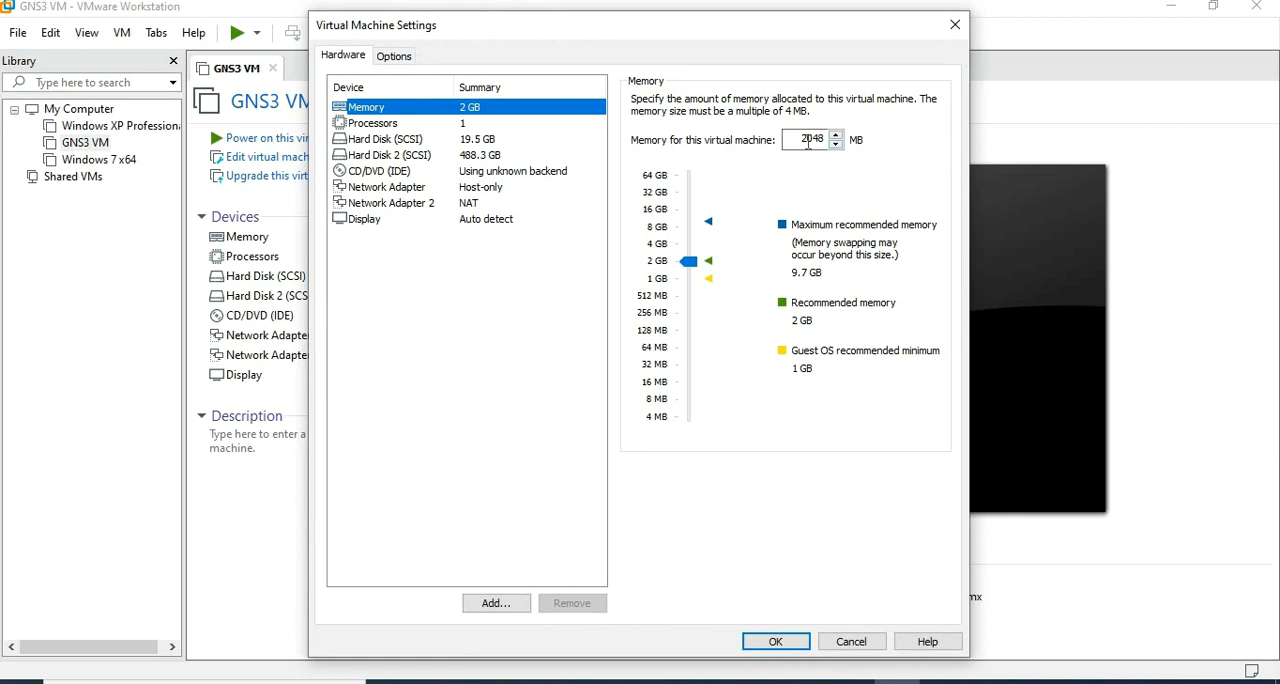 GNS3 VM - VMware Workstation
File Edit View VM Tabs Help
Library
Type here to search
My Computer
Windows XP Profession
GNS3 VM
Windows 7 x64
Shared VMs
GNS3 VM
GNS3 VM
Power on this vir
Edit virtual mach
Upgrade this virt
Devices
Memory
Processors
Hard Disk (SCSI)
Hard Disk 2 (SCS
CD/DVD (IDE)
Network Adapte
Network Adapte
Display
Description
Type here to enter a
machine.
Virtual Machine Settings
Hardware Options
Device Summary
Memory 2 GB
Processors 1
Hard Disk (SCSI) 19.5 GB
Hard Disk 2 (SCSI) 488.3 GB
CD/DVD (IDE) Using unknown backend
Network Adapter Host-only
Network Adapter 2 NAT
Display Auto detect
Add... Remove
Memory
Specify the amount of memory allocated to this virtual machine. The
memory size must be a multiple of 4 MB.
Memory for this virtual machine: 2048 MB
64 GB
32 GB
16 GB
8 GB
4 GB
2 GB
1 GB
512 MB
256 MB
128 MB
64 MB
32 MB
16 MB
8 MB
4 MB
Maximum recommended memory
(Memory swapping may
occur beyond this size.)
9.7 GB
Recommended memory
2 GB
Guest OS recommended minimum
1 GB
OK Cancel Help
mx